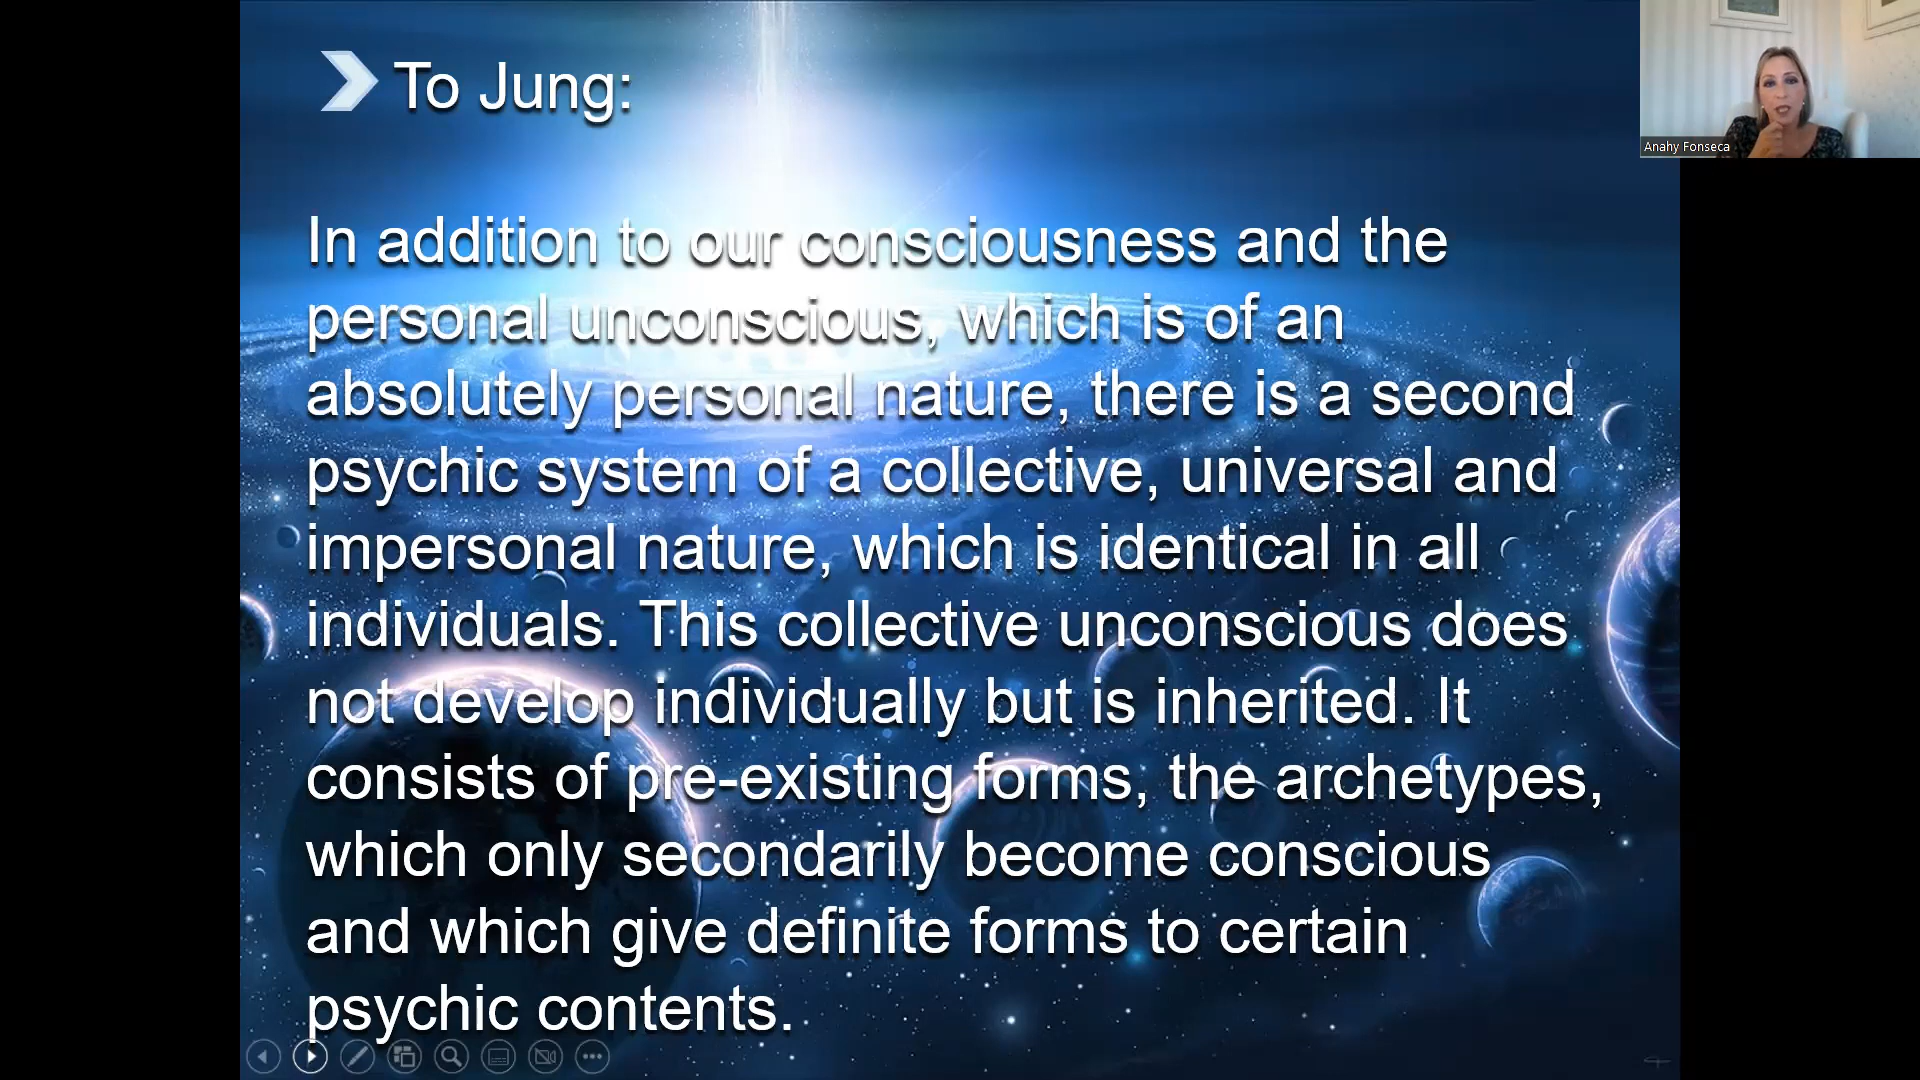 To Jung:
In addition to our consciousness and the
personal unconscious, which is of an
absolutely personal nature, there is a second
psychic system of a collective, universal and
impersonal nature, which is identical in all
individuals. This collective unconscious does
not develop individually but is inherited. It
consists of pre-existing forms, the archetypes,
which only secondarily become conscious
and which give definite forms to certain
psychic contents.
Anahy Fonseca